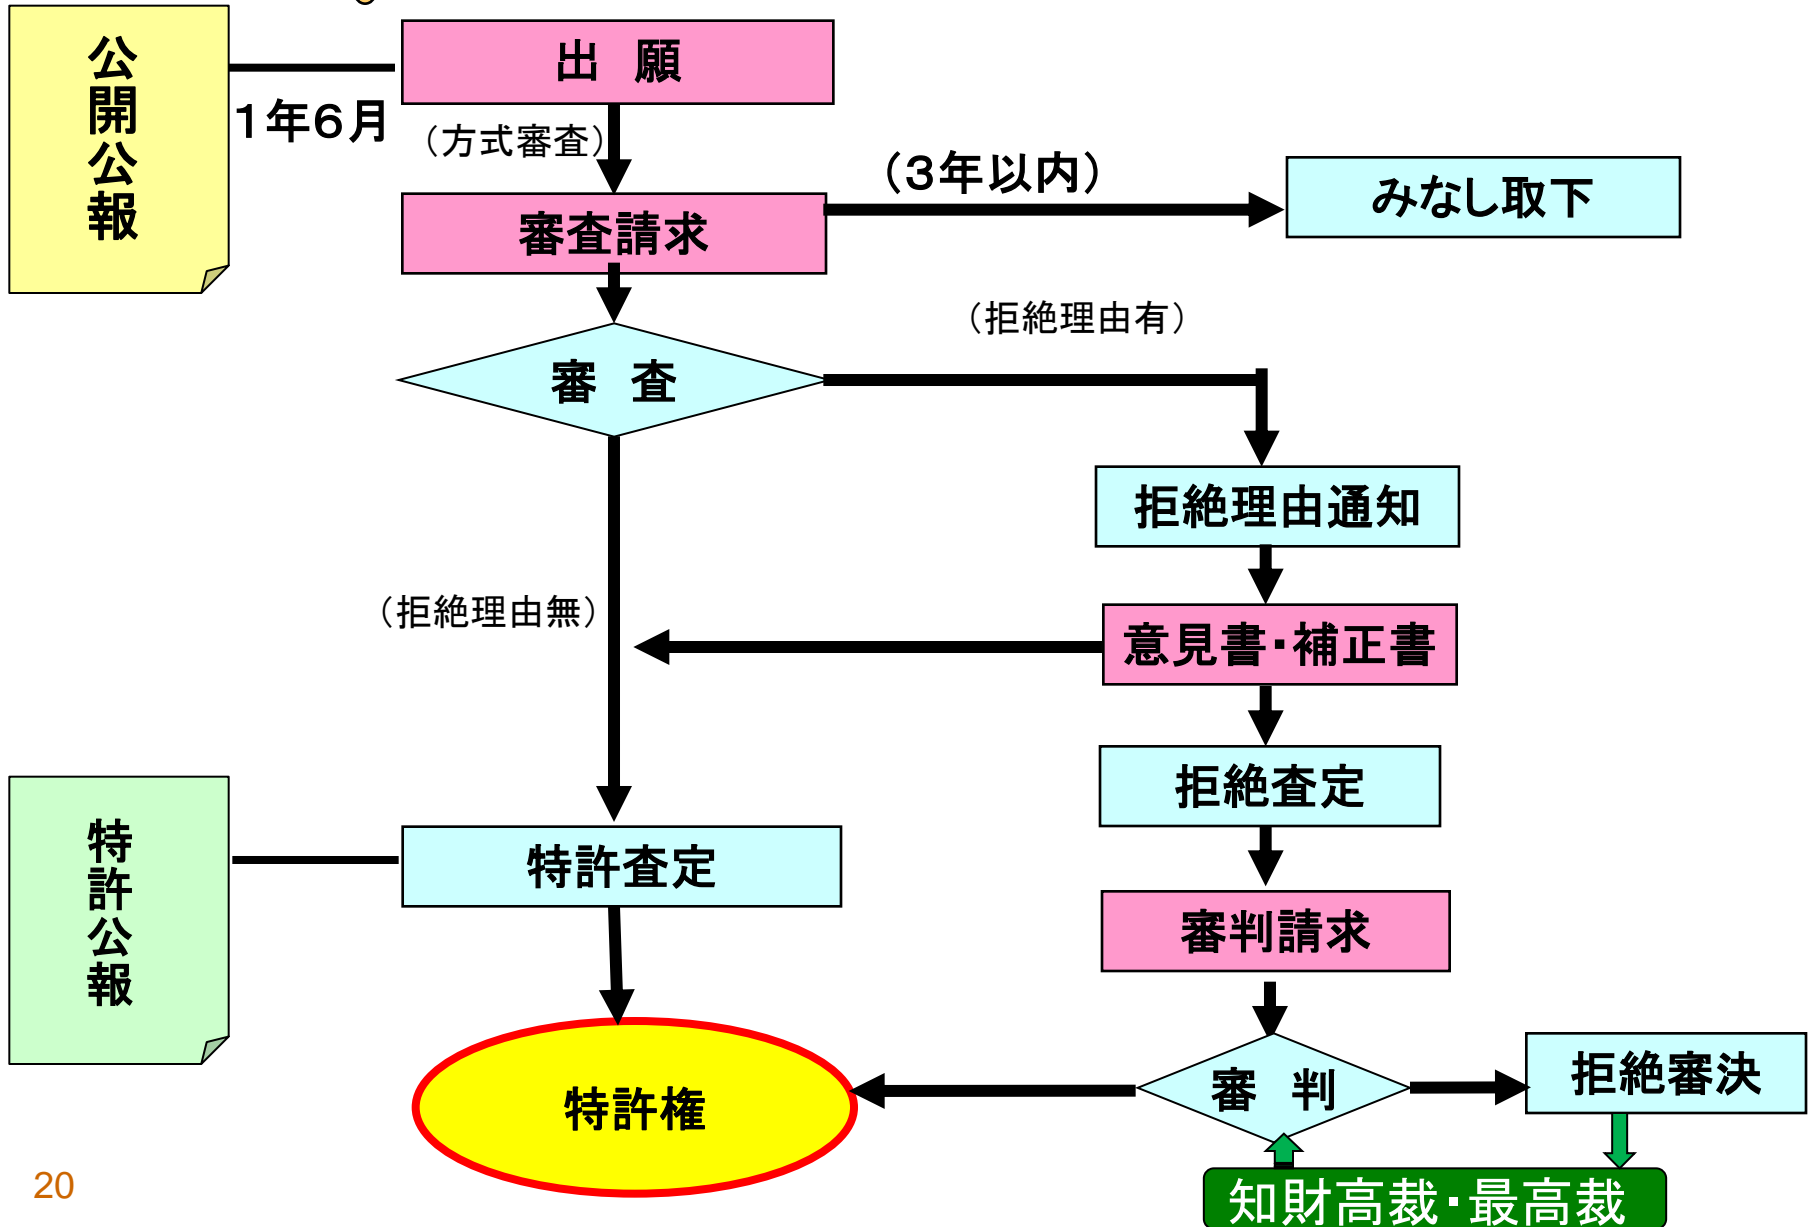 公開公報
1年6月
出　願
（方式審査）
審査請求
（3年以内）
みなし取下
審　査
（拒絶理由有）
拒絶理由通知
（拒絶理由無）
意見書・補正書
拒絶査定
特許公報
特許査定
審判請求
特許権
審　判
拒絶審決
知財高裁・最高裁
20